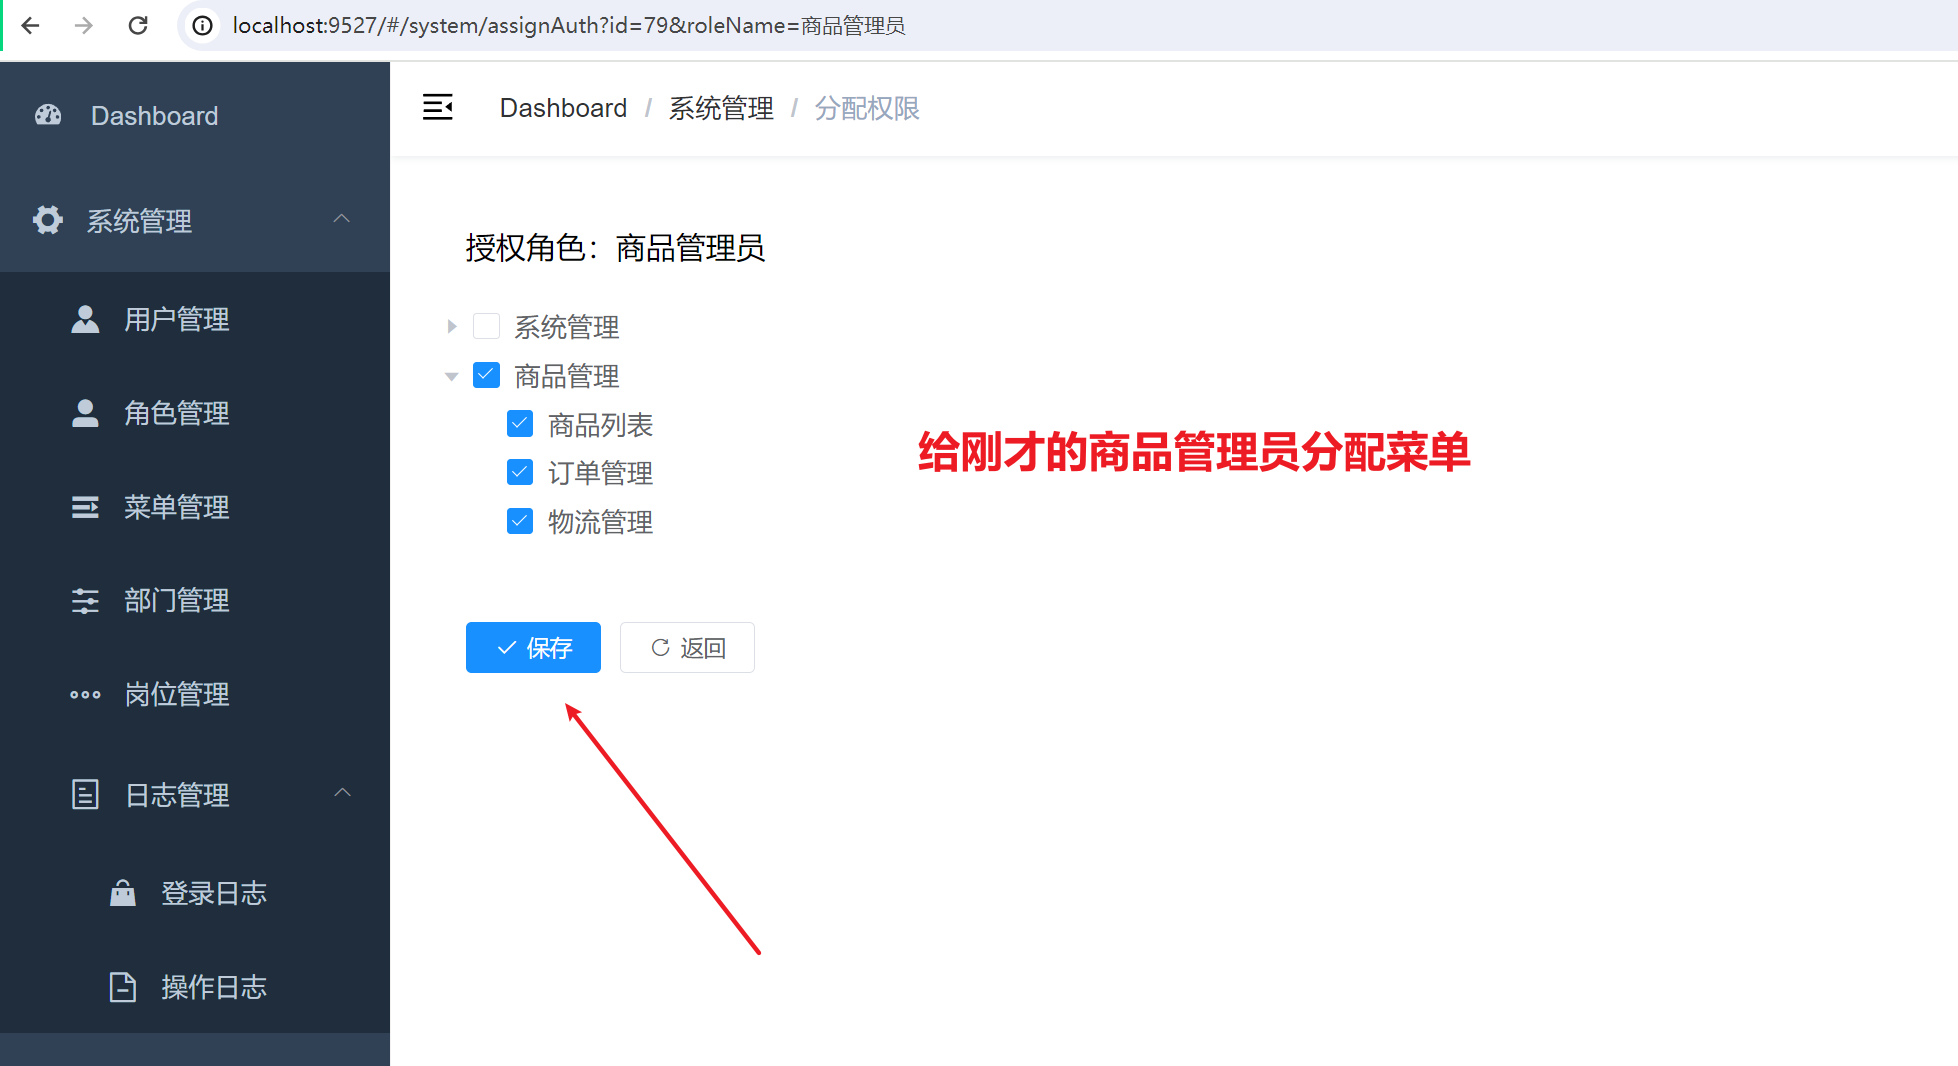 localhost:9527/#/system/assignAuth?id=79&roleName=商品管理员
Dashboard
系统管理
用户管理
角色管理
菜单管理
部门管理
岗位管理
日志管理
登录日志
操作日志
Dashboard / 系统管理 / 分配权限
授权角色：商品管理员
系统管理
商品管理
商品列表
订单管理
物流管理
给刚才的商品管理员分配菜单
保存 返回